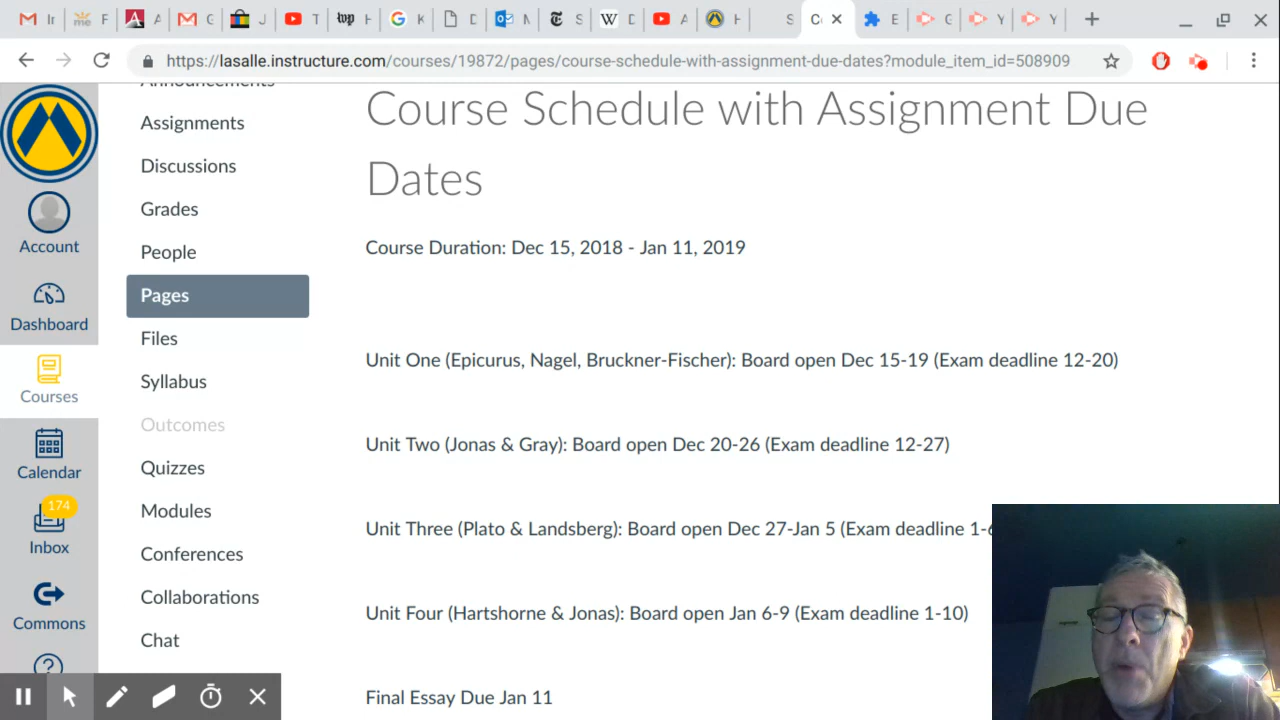 https://lasalle.instructure.com/courses/19872/pages/course-schedule-with-assignment-due-dates?module_item_id=508909
Announcements
Assignments
Discussions
Grades
People
Pages
Files
Syllabus
Outcomes
Quizzes
Modules
Conferences
Collaborations
Chat
Account
Dashboard
Courses
Calendar
174
Inbox
Commons
Course Schedule with Assignment Due
Dates
Course Duration: Dec 15, 2018 - Jan 11, 2019
Unit One (Epicurus, Nagel, Bruckner-Fischer): Board open Dec 15-19 (Exam deadline 12-20)
Unit Two (Jonas & Gray): Board open Dec 20-26 (Exam deadline 12-27)
Unit Three (Plato & Landsberg): Board open Dec 27-Jan 5 (Exam deadline 1-6
Unit Four (Hartshorne & Jonas): Board open Jan 6-9 (Exam deadline 1-10)
Final Essay Due Jan 11